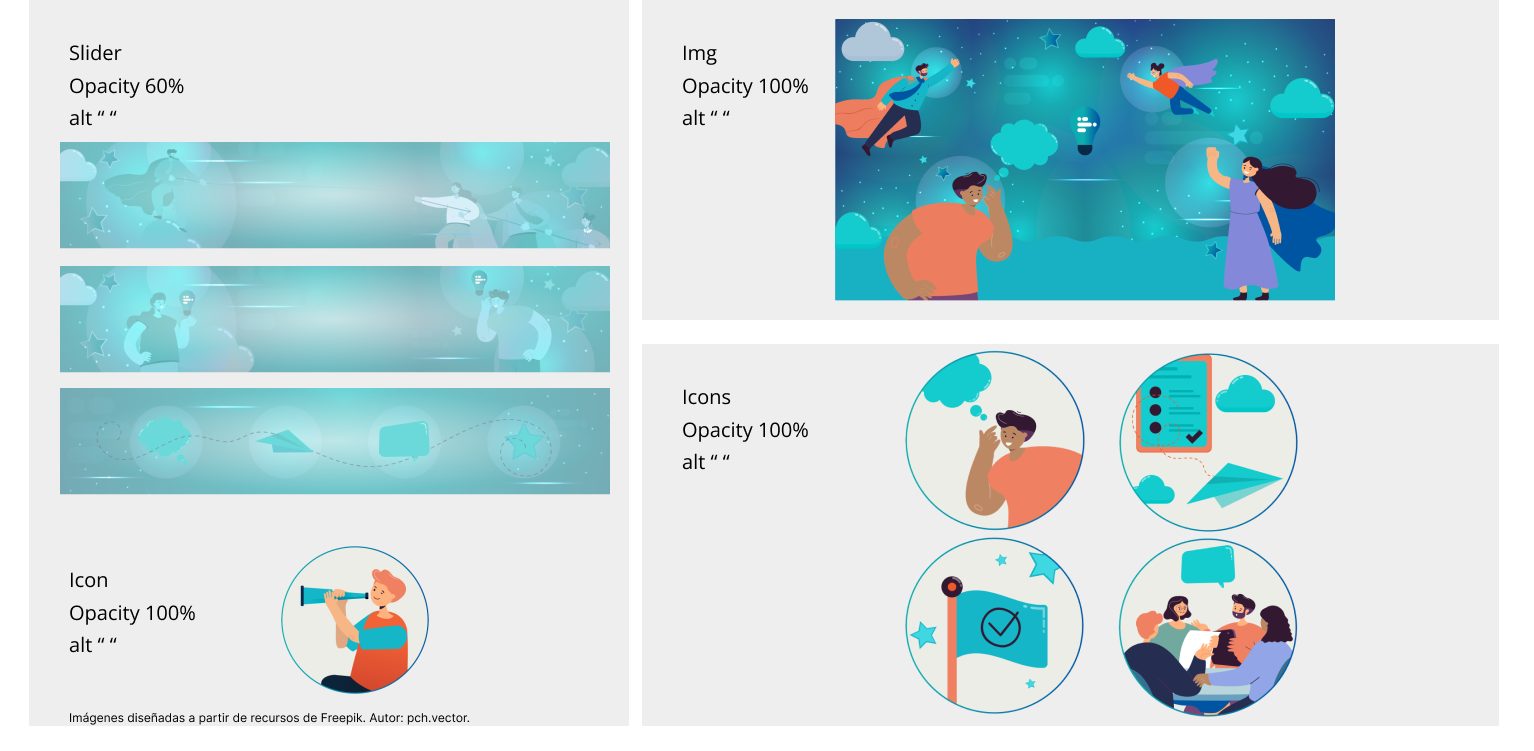 Slider
Opacity 60%
alt “ “
Icon
Opacity 100%
alt “ “
Imágenes diseñadas a partir de recursos de Freepik. Autor: pch.vector.
Img
Opacity 100%
alt “ “
Icons
Opacity 100%
alt “ “